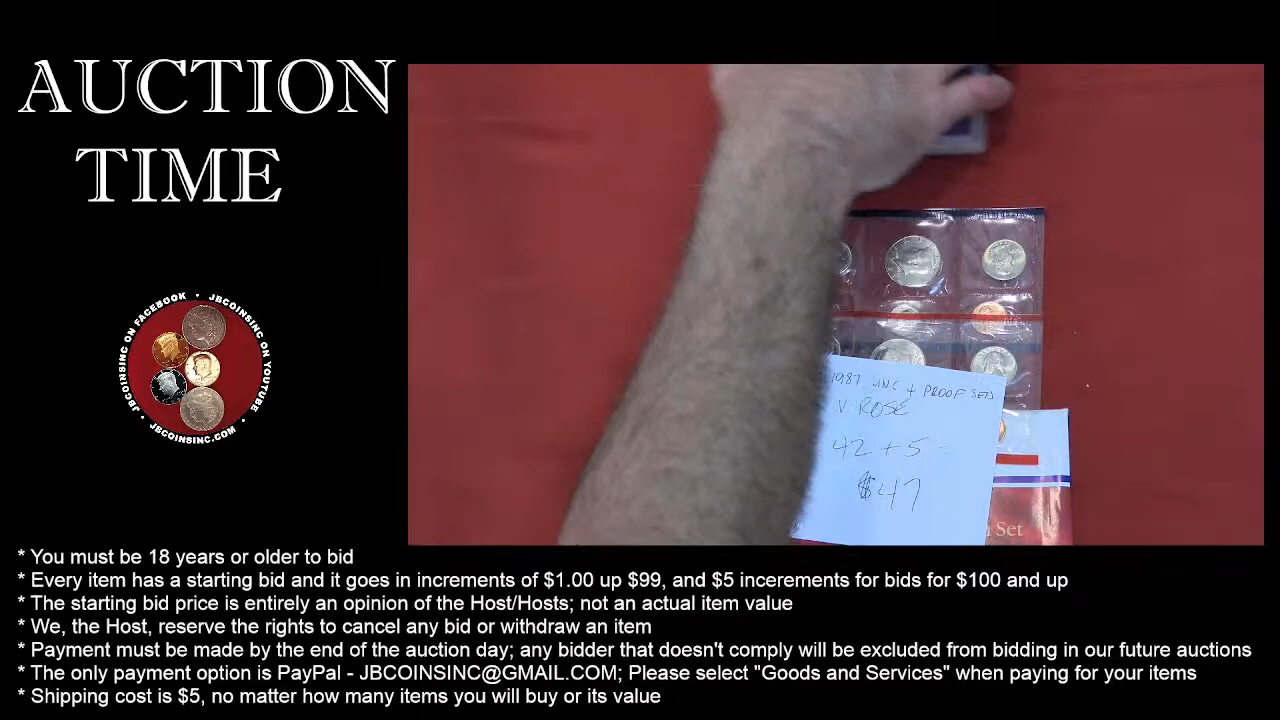 AUCTION
TIME
JBCOINSINC ON FACEBOOK • JBCOINSINC ON YOUTUBE • JBCOINSINC.COM •
1987 UNC + PROOF SETS
V ROSE
42 + 5 =
$47
Set
* You must be 18 years or older to bid
* Every item has a starting bid and it goes in increments of $1.00 up $99, and $5 incerements for bids for $100 and up
* The starting bid price is entirely an opinion of the Host/Hosts; not an actual item value
* We, the Host, reserve the rights to cancel any bid or withdraw an item
* Payment must be made by the end of the auction day; any bidder that doesn't comply will be excluded from bidding in our future auctions
* The only payment option is PayPal - JBCOINSINC@GMAIL.COM; Please select "Goods and Services" when paying for your items
* Shipping cost is $5, no matter how many items you will buy or its value